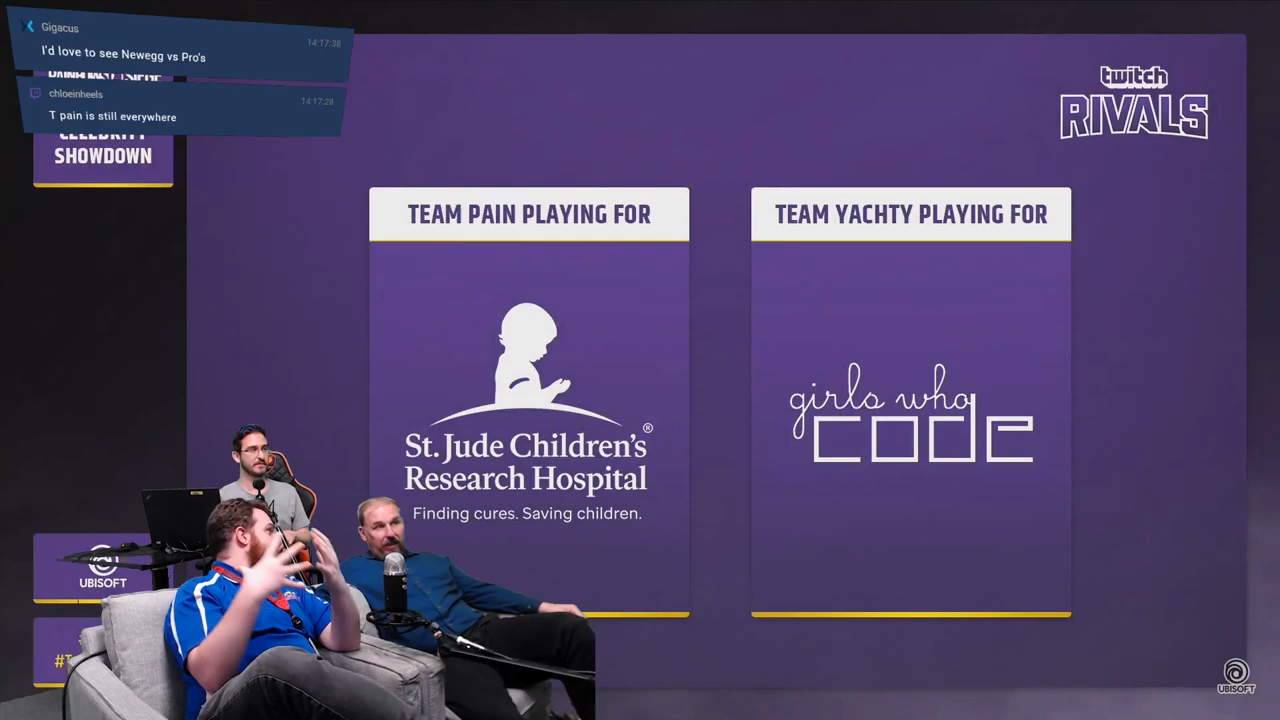 Gigacus
14:17:38
I'd love to see Newegg vs Pro's
chloeinheels
14:17:29
T pain is still everywhere
CELEBRITY
SHOWDOWN
twitch
RIVALS
TEAM PAIN PLAYING FOR
St. Jude Children's
®
Research Hospital
Finding cures. Saving children.
TEAM YACHTY PLAYING FOR
girls who
code
UBISOFT
#T
UBISOFT